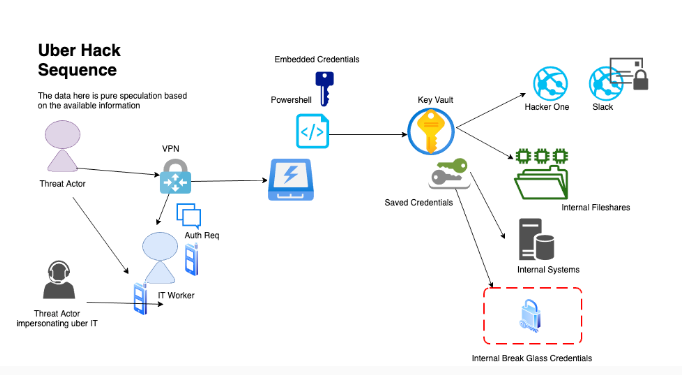 Uber Hack
Sequence
The data here is pure speculation based
on the available information
Embedded Credentials
Powershell
Key Vault
Hacker One
Slack
VPN
Threat Actor
Saved Credentials
Internal Fileshares
Auth Req
Internal Systems
IT Worker
Threat Actor
impersonating uber IT
Internal Break Glass Credentials